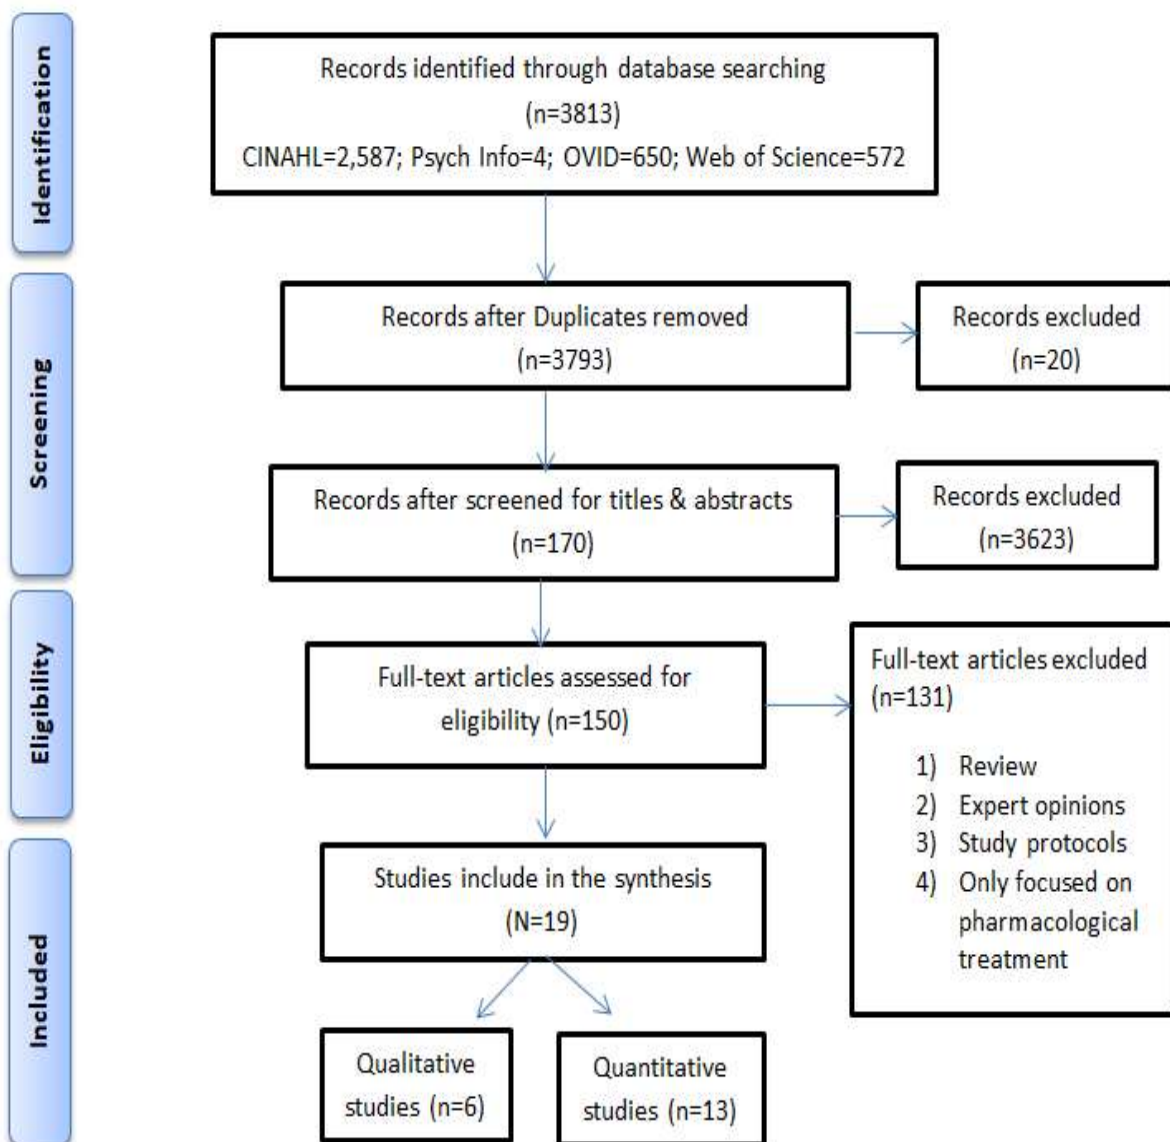 Identification
Records identified through database searching
(n=3813)
CINAHL=2,587; Psych Info=4; OVID=650; Web of Science=572
Screening
Records after Duplicates removed
(n=3793)
Records excluded
(n=20)
Records after screened for titles & abstracts
(n=170)
Records excluded
(n=3623)
Eligibility
Full-text articles assessed for
eligibility (n=150)
Full-text articles excluded
(n=131)
1) Review
2) Expert opinions
3) Study protocols
4) Only focused on
pharmacological
treatment
Included
Studies include in the synthesis
(N=19)
Qualitative
studies (n=6)
Quantitative
studies (n=13)